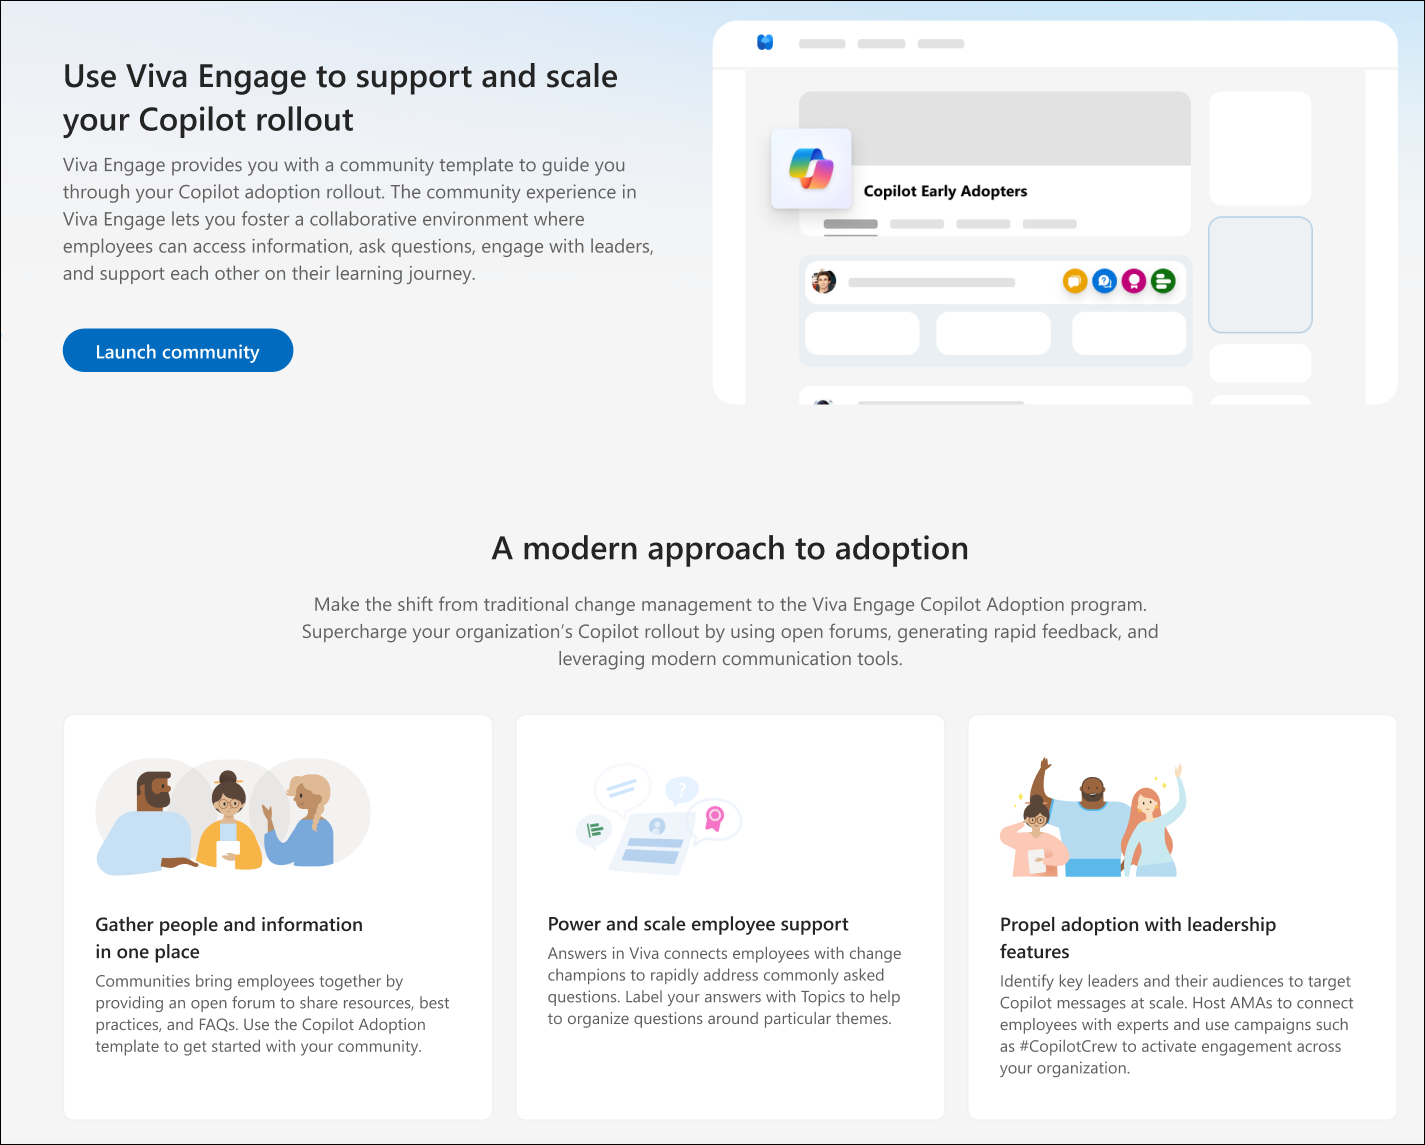 Use Viva Engage to support and scale
your Copilot rollout
Viva Engage provides you with a community template to guide you
through your Copilot adoption rollout. The community experience in
Viva Engage lets you foster a collaborative environment where
employees can access information, ask questions, engage with leaders,
and support each other on their learning journey.
Launch community
Copilot Early Adopters
A modern approach to adoption
Make the shift from traditional change management to the Viva Engage Copilot Adoption program.
Supercharge your organization’s Copilot rollout by using open forums, generating rapid feedback, and
leveraging modern communication tools.
Gather people and information
in one place
Communities bring employees together by
providing an open forum to share resources, best
practices, and FAQs. Use the Copilot Adoption
template to get started with your community.
Power and scale employee support
Answers in Viva connects employees with change
champions to rapidly address commonly asked
questions. Label your answers with Topics to help
to organize questions around particular themes.
Propel adoption with leadership
features
Identify key leaders and their audiences to target
Copilot messages at scale. Host AMAs to connect
employees with experts and use campaigns such
as #CopilotCrew to activate engagement across
your organization.